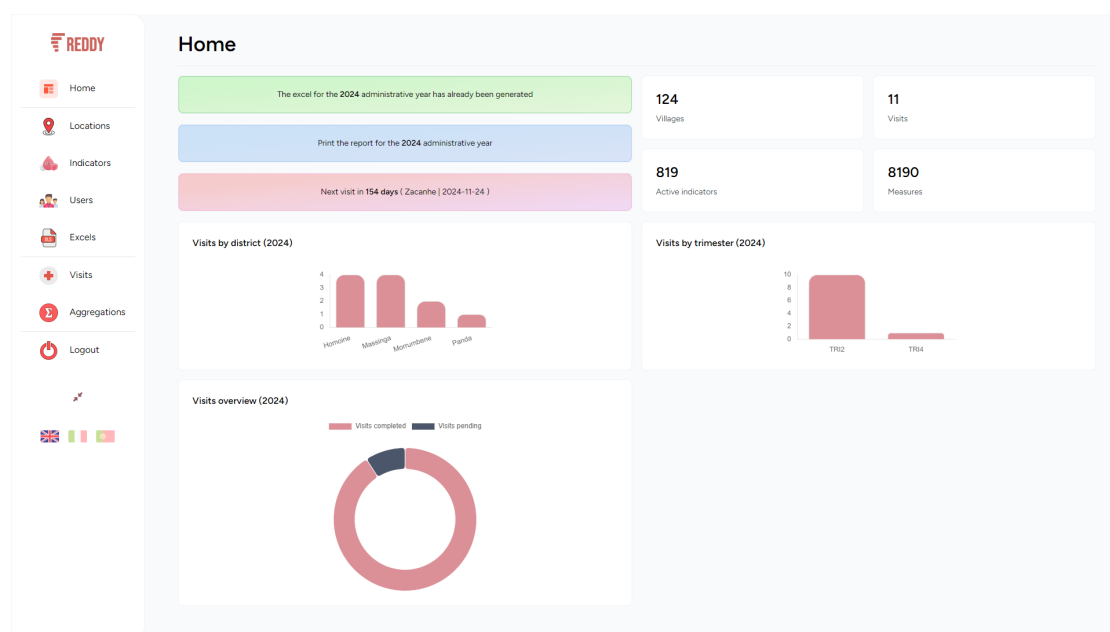 REDDY
Home
Locations
Indicators
Users
Excels
Visits
Aggregations
Logout
Home
The excel for the 2024 administrative year has already been generated
Print the report for the 2024 administrative year
Next visit in 154 days ( Zacanhe | 2024-11-24 )
124
Villages
11
Visits
819
Active indicators
8190
Measures
Visits by district (2024)
4
3
2
1
0
Homoine
Massinga
Morrumbene
Panda
Visits by trimester (2024)
10
8
6
4
2
0
TRI2
TRI4
Visits overview (2024)
Visits completed
Visits pending